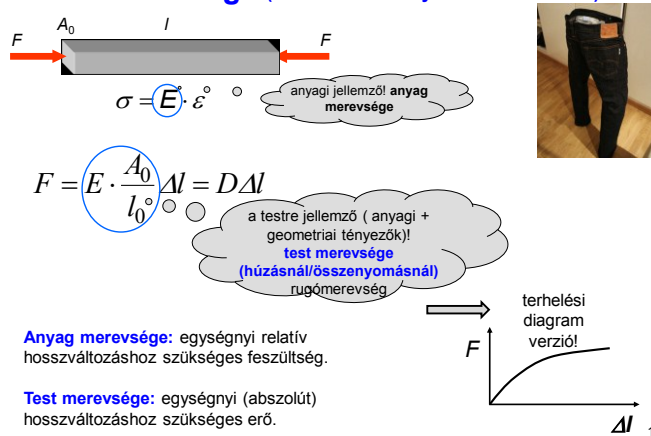 A₀ l
F F
σ = E · ε
anyagi jellemző! anyag
merevsége
F = E · A₀/l₀ Δl = DΔl
a testre jellemző ( anyagi +
geometriai tényezők)!
test merevsége
(húzásnál/összenyomásnál)
rugómerevség
terhelési
diagram
verzió!
F
Δl
Anyag merevsége: egységnyi relatív
hosszváltozáshoz szükséges feszültség.
Test merevsége: egységnyi (abszolút)
hosszváltozáshoz szükséges erő.
1